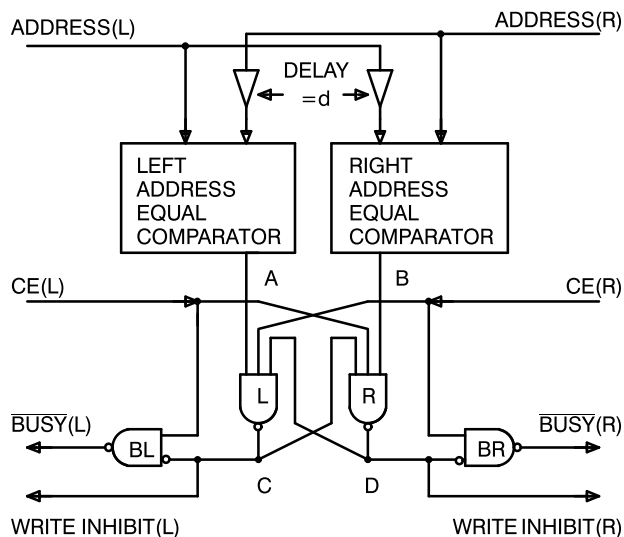 ADDRESS(L)
ADDRESS(R)
DELAY
=d
LEFT
ADDRESS
EQUAL
COMPARATOR
RIGHT
ADDRESS
EQUAL
COMPARATOR
A
B
CE(L)
CE(R)
L
R
BUSY(L)
BUSY(R)
BL
BR
C
D
WRITE INHIBIT(L)
WRITE INHIBIT(R)